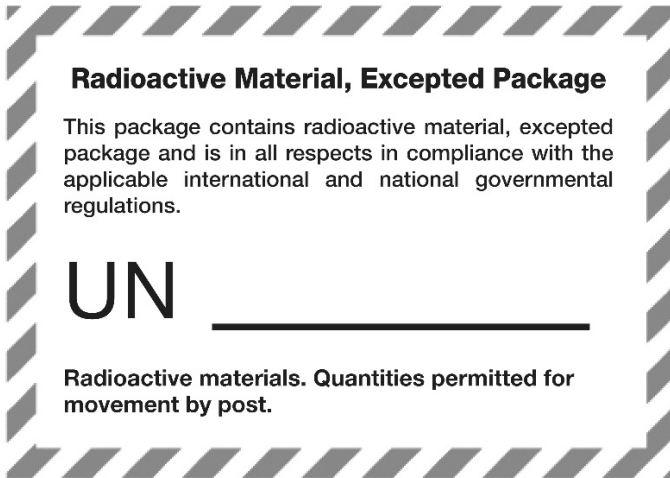 Radioactive Material, Excepted Package
This package contains radioactive material, excepted
package and is in all respects in compliance with the
applicable international and national governmental
regulations.
UN
Radioactive materials. Quantities permitted for
movement by post.